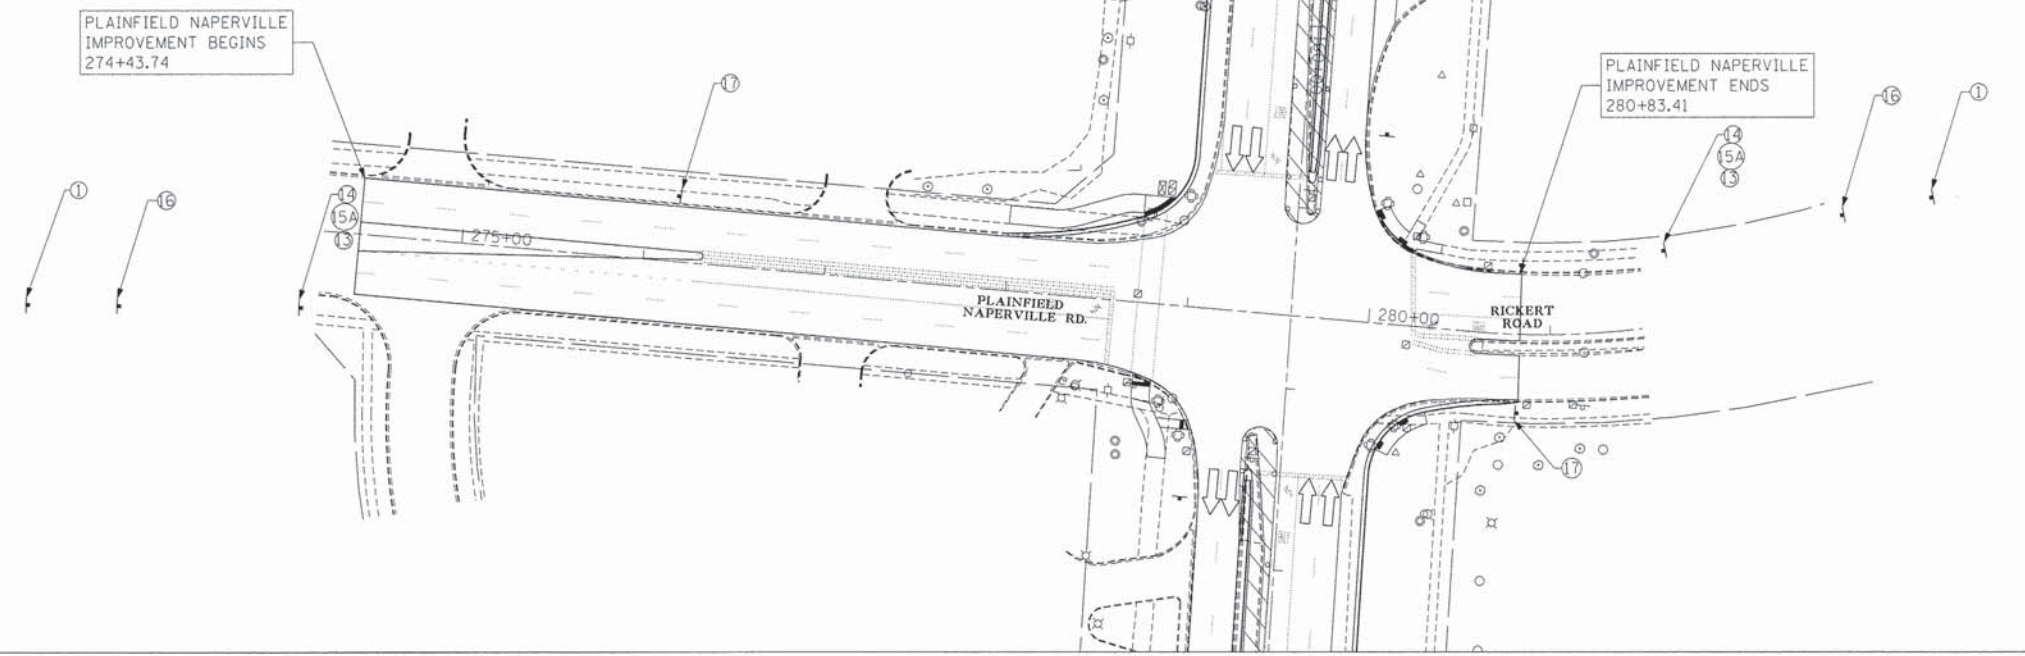 PLAINFIELD NAPERVILLE
IMPROVEMENT BEGINS
274+43.74
17
PLAINFIELD NAPERVILLE
IMPROVEMENT ENDS
280+83.41
16
1
14
15A
13
1
16
14
15A
13
275+00
PLAINFIELD
NAPERVILLE RD.
280+00
RICKERT
ROAD
17